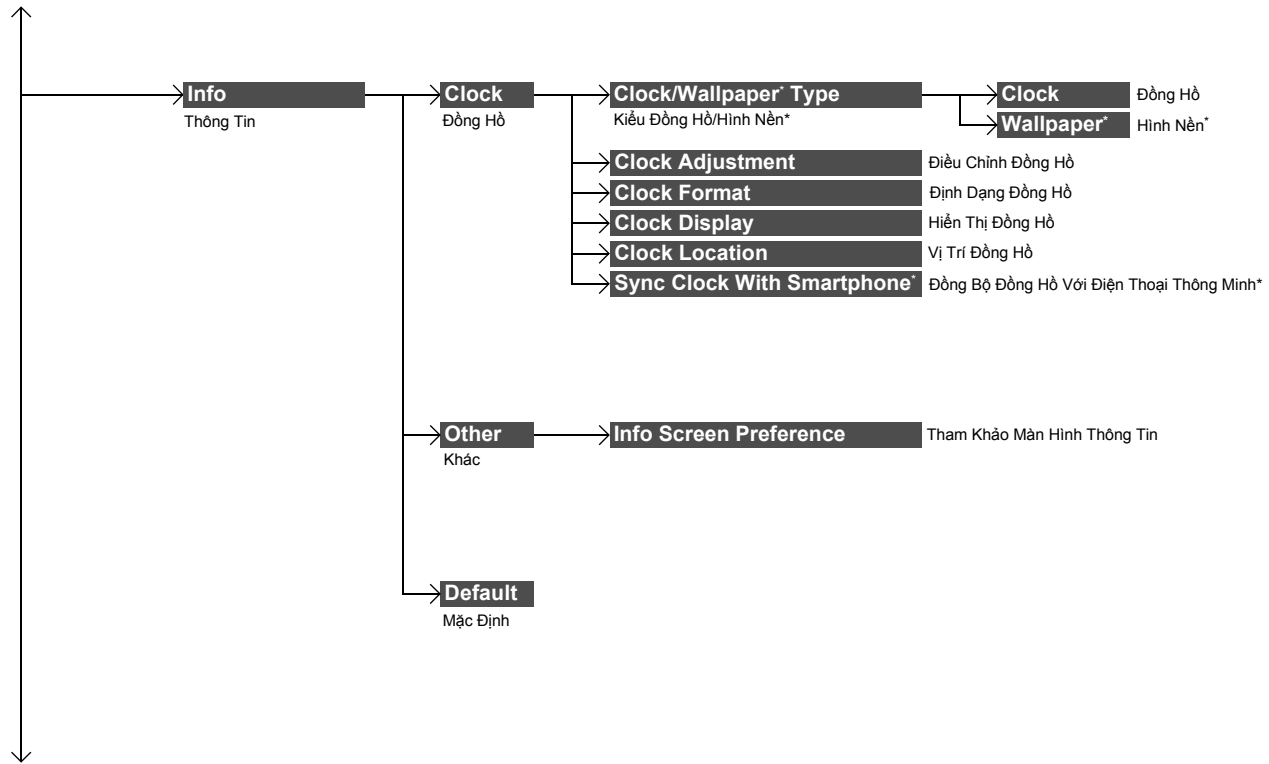 Info
Thông Tin
Clock
Đồng Hồ
Clock/Wallpaper* Type
Kiểu Đồng Hồ/Hình Nền*
Clock Đồng Hồ
Wallpaper* Hình Nền*
Clock Adjustment Điều Chỉnh Đồng Hồ
Clock Format Định Dạng Đồng Hồ
Clock Display Hiển Thị Đồng Hồ
Clock Location Vị Trí Đồng Hồ
Sync Clock With Smartphone* Đồng Bộ Đồng Hồ Với Điện Thoại Thông Minh*
Other
Khác
Info Screen Preference Tham Khảo Màn Hình Thông Tin
Default
Mặc Định